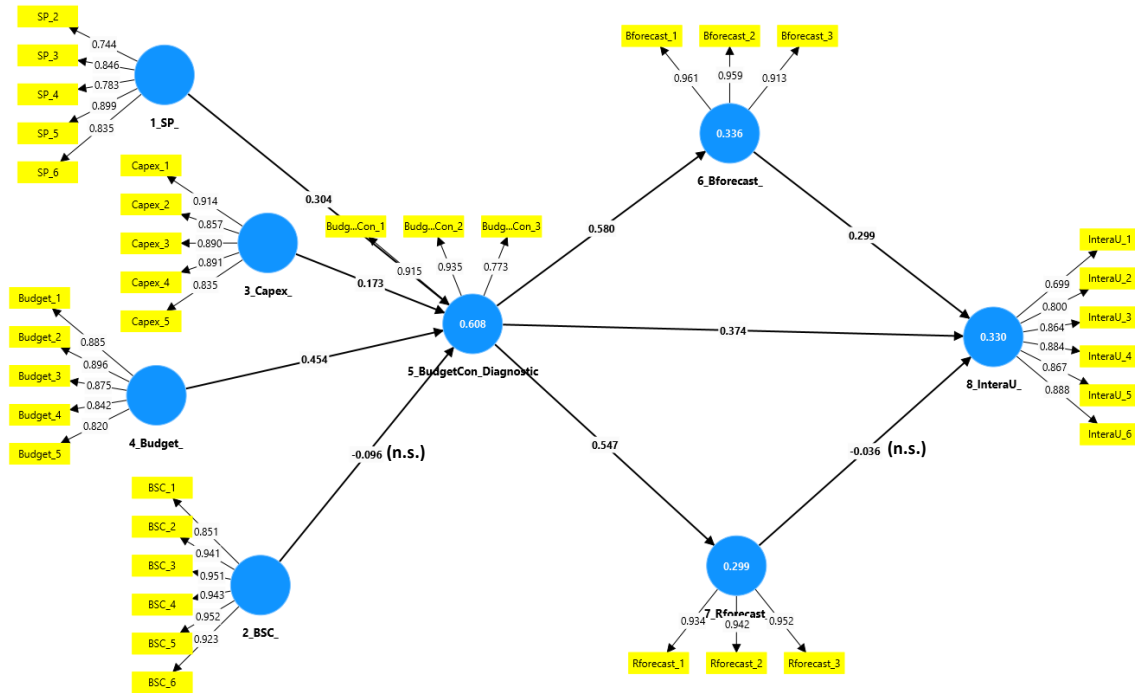 SP_2
SP_3
SP_4
SP_5
SP_6
0.744
0.846
0.783
0.899
0.835
1_SP_
0.304
Capex_1
Capex_2
Capex_3
Capex_4
Capex_5
0.914
0.857
0.890
0.891
0.835
3_Capex_
0.173
Budget_1
Budget_2
Budget_3
Budget_4
Budget_5
0.885
0.896
0.875
0.842
0.820
4_Budget_
0.454
BSC_1
BSC_2
BSC_3
BSC_4
BSC_5
BSC_6
0.851
0.941
0.951
0.943
0.952
0.923
2_BSC_
-0.096 (n.s.)
Budg...Con_1
Budg...Con_2
Budg...Con_3
0.915
0.935
0.773
0.608
5_BudgetCon_Diagnostic
0.580
0.374
0.547
Bforecast_1
Bforecast_2
Bforecast_3
0.961
0.959
0.913
0.336
6_Bforecast_
0.299
0.299
7_Rforecast_
0.934
0.942
0.952
Rforecast_1
Rforecast_2
Rforecast_3
-0.036 (n.s.)
0.330
8_InteraU_
0.699
0.800
0.864
0.884
0.867
0.888
InteraU_1
InteraU_2
InteraU_3
InteraU_4
InteraU_5
InteraU_6